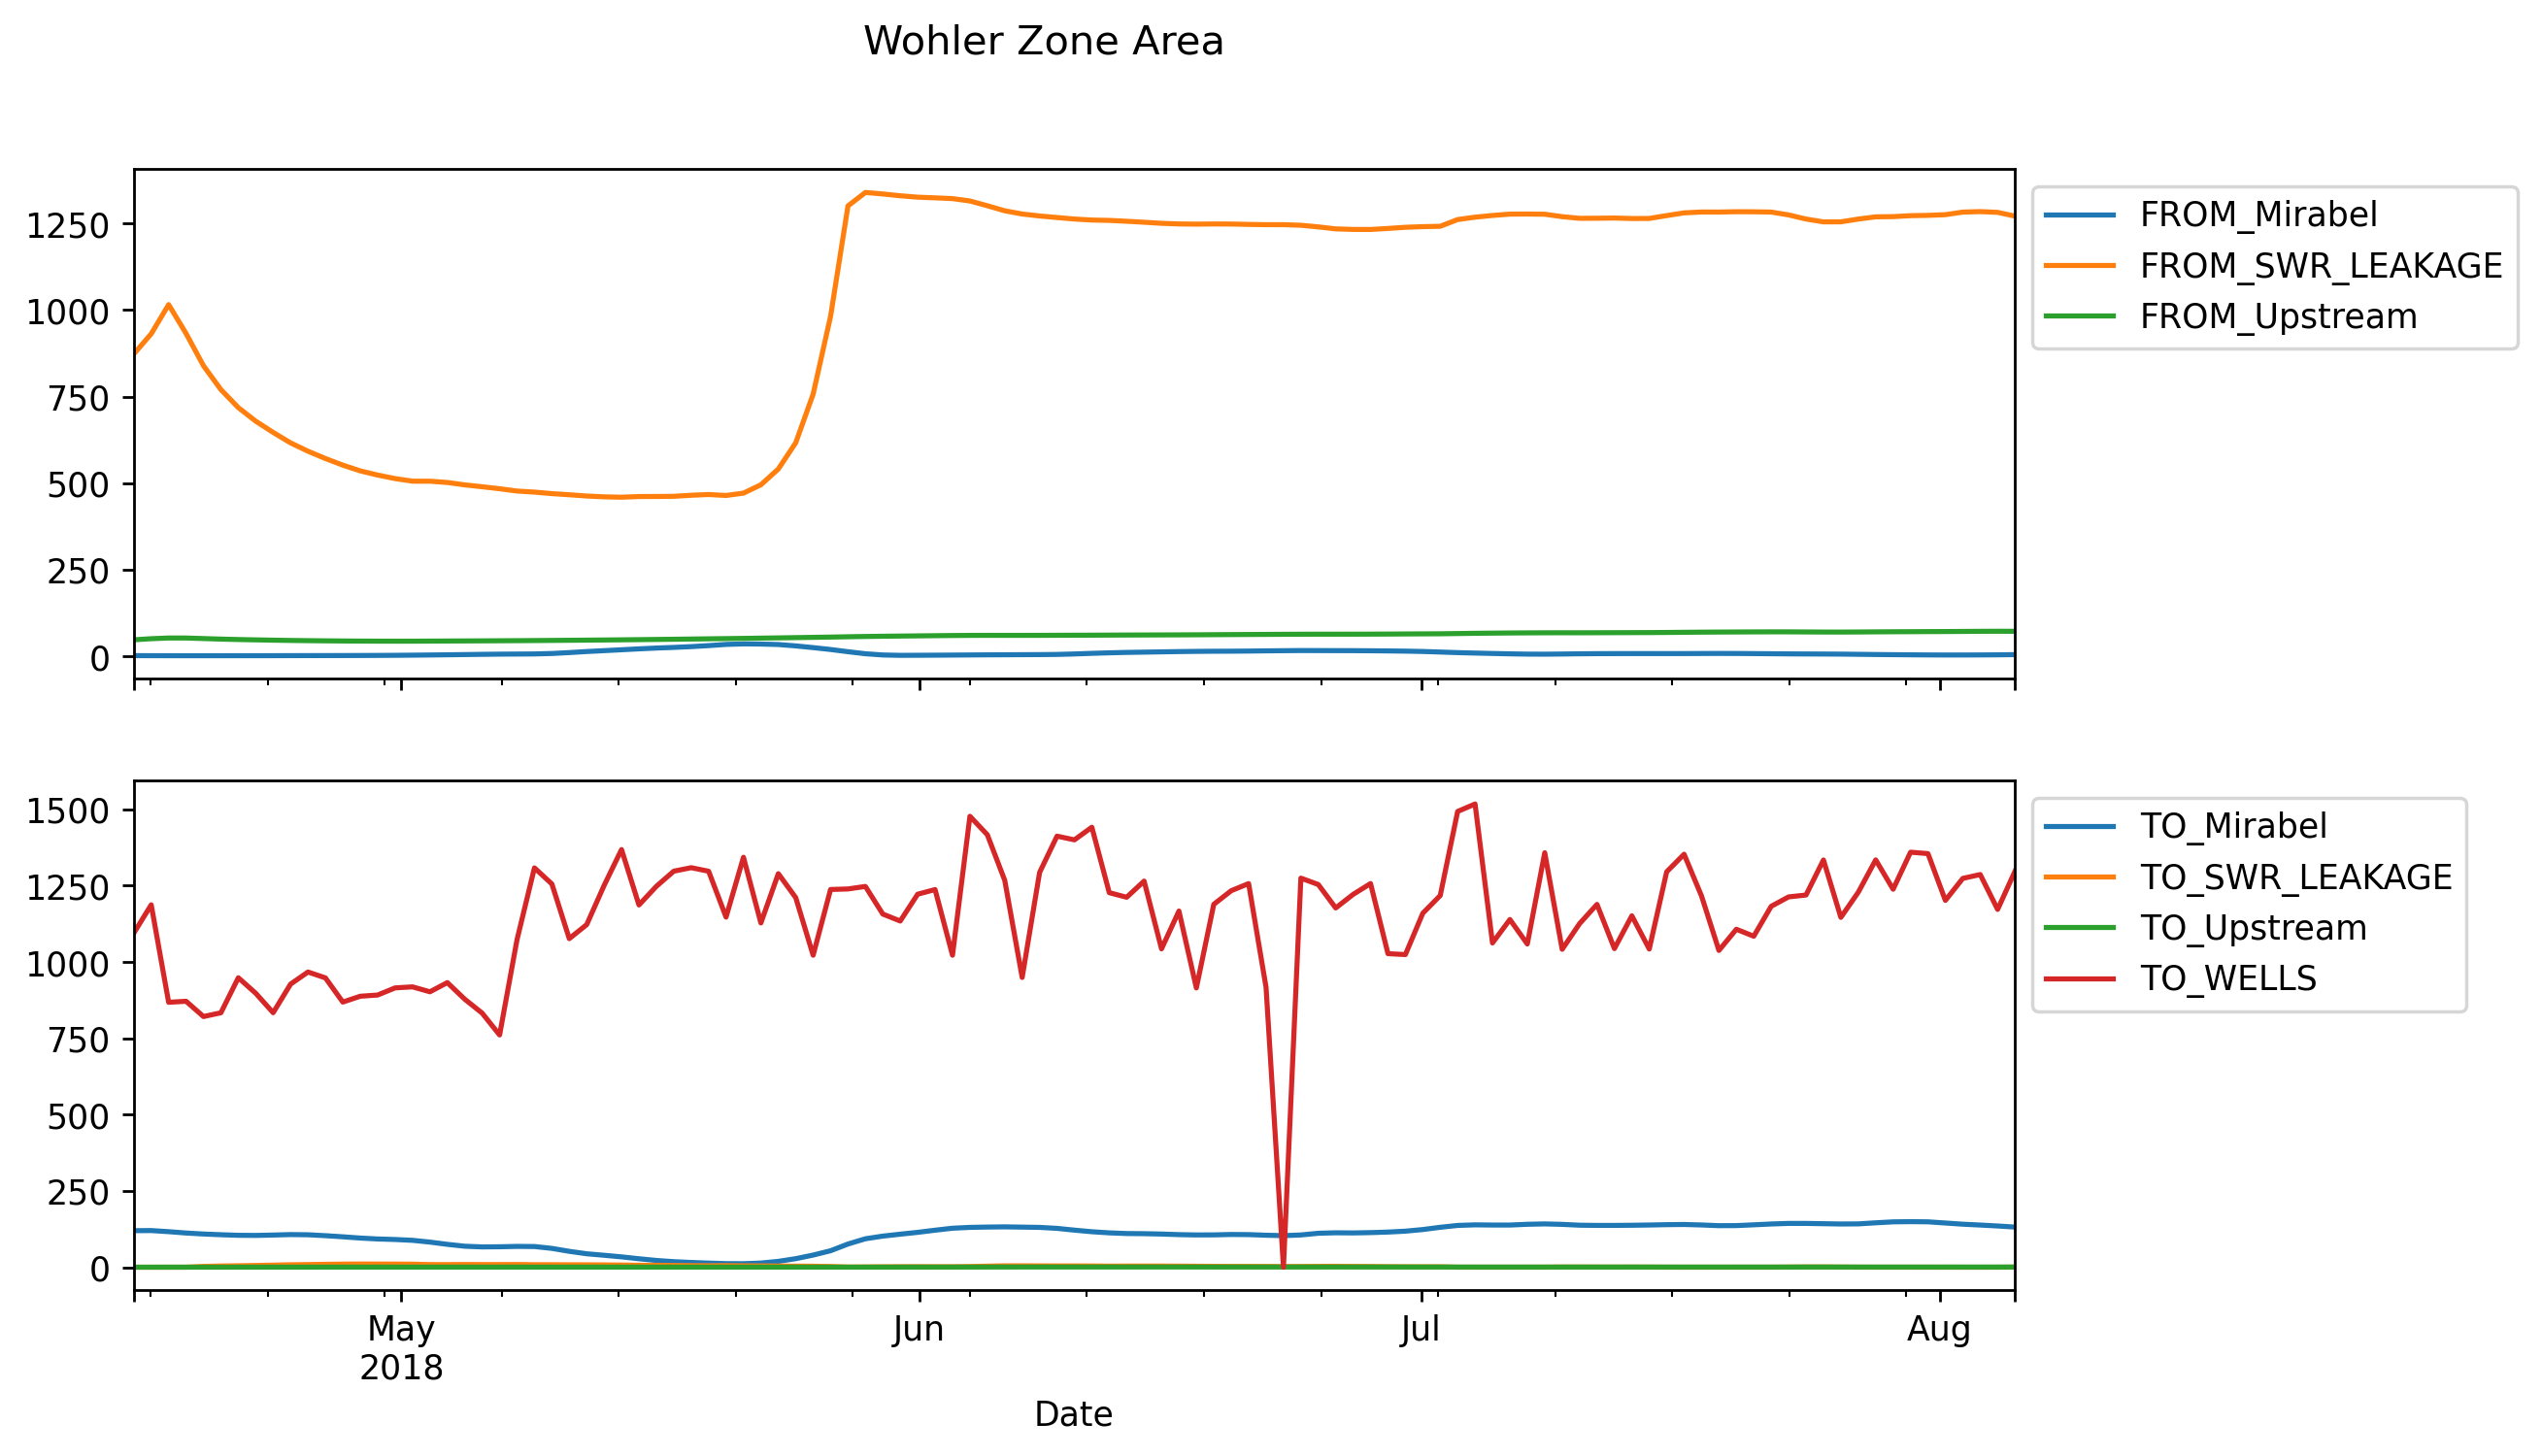 Wohler Zone Area
1250
1000
750
500
250
0
FROM_Mirabel
FROM_SWR_LEAKAGE
FROM_Upstream
1500
1250
1000
750
500
250
0
TO_Mirabel
TO_SWR_LEAKAGE
TO_Upstream
TO_WELLS
May Jun Jul Aug
2018
Date